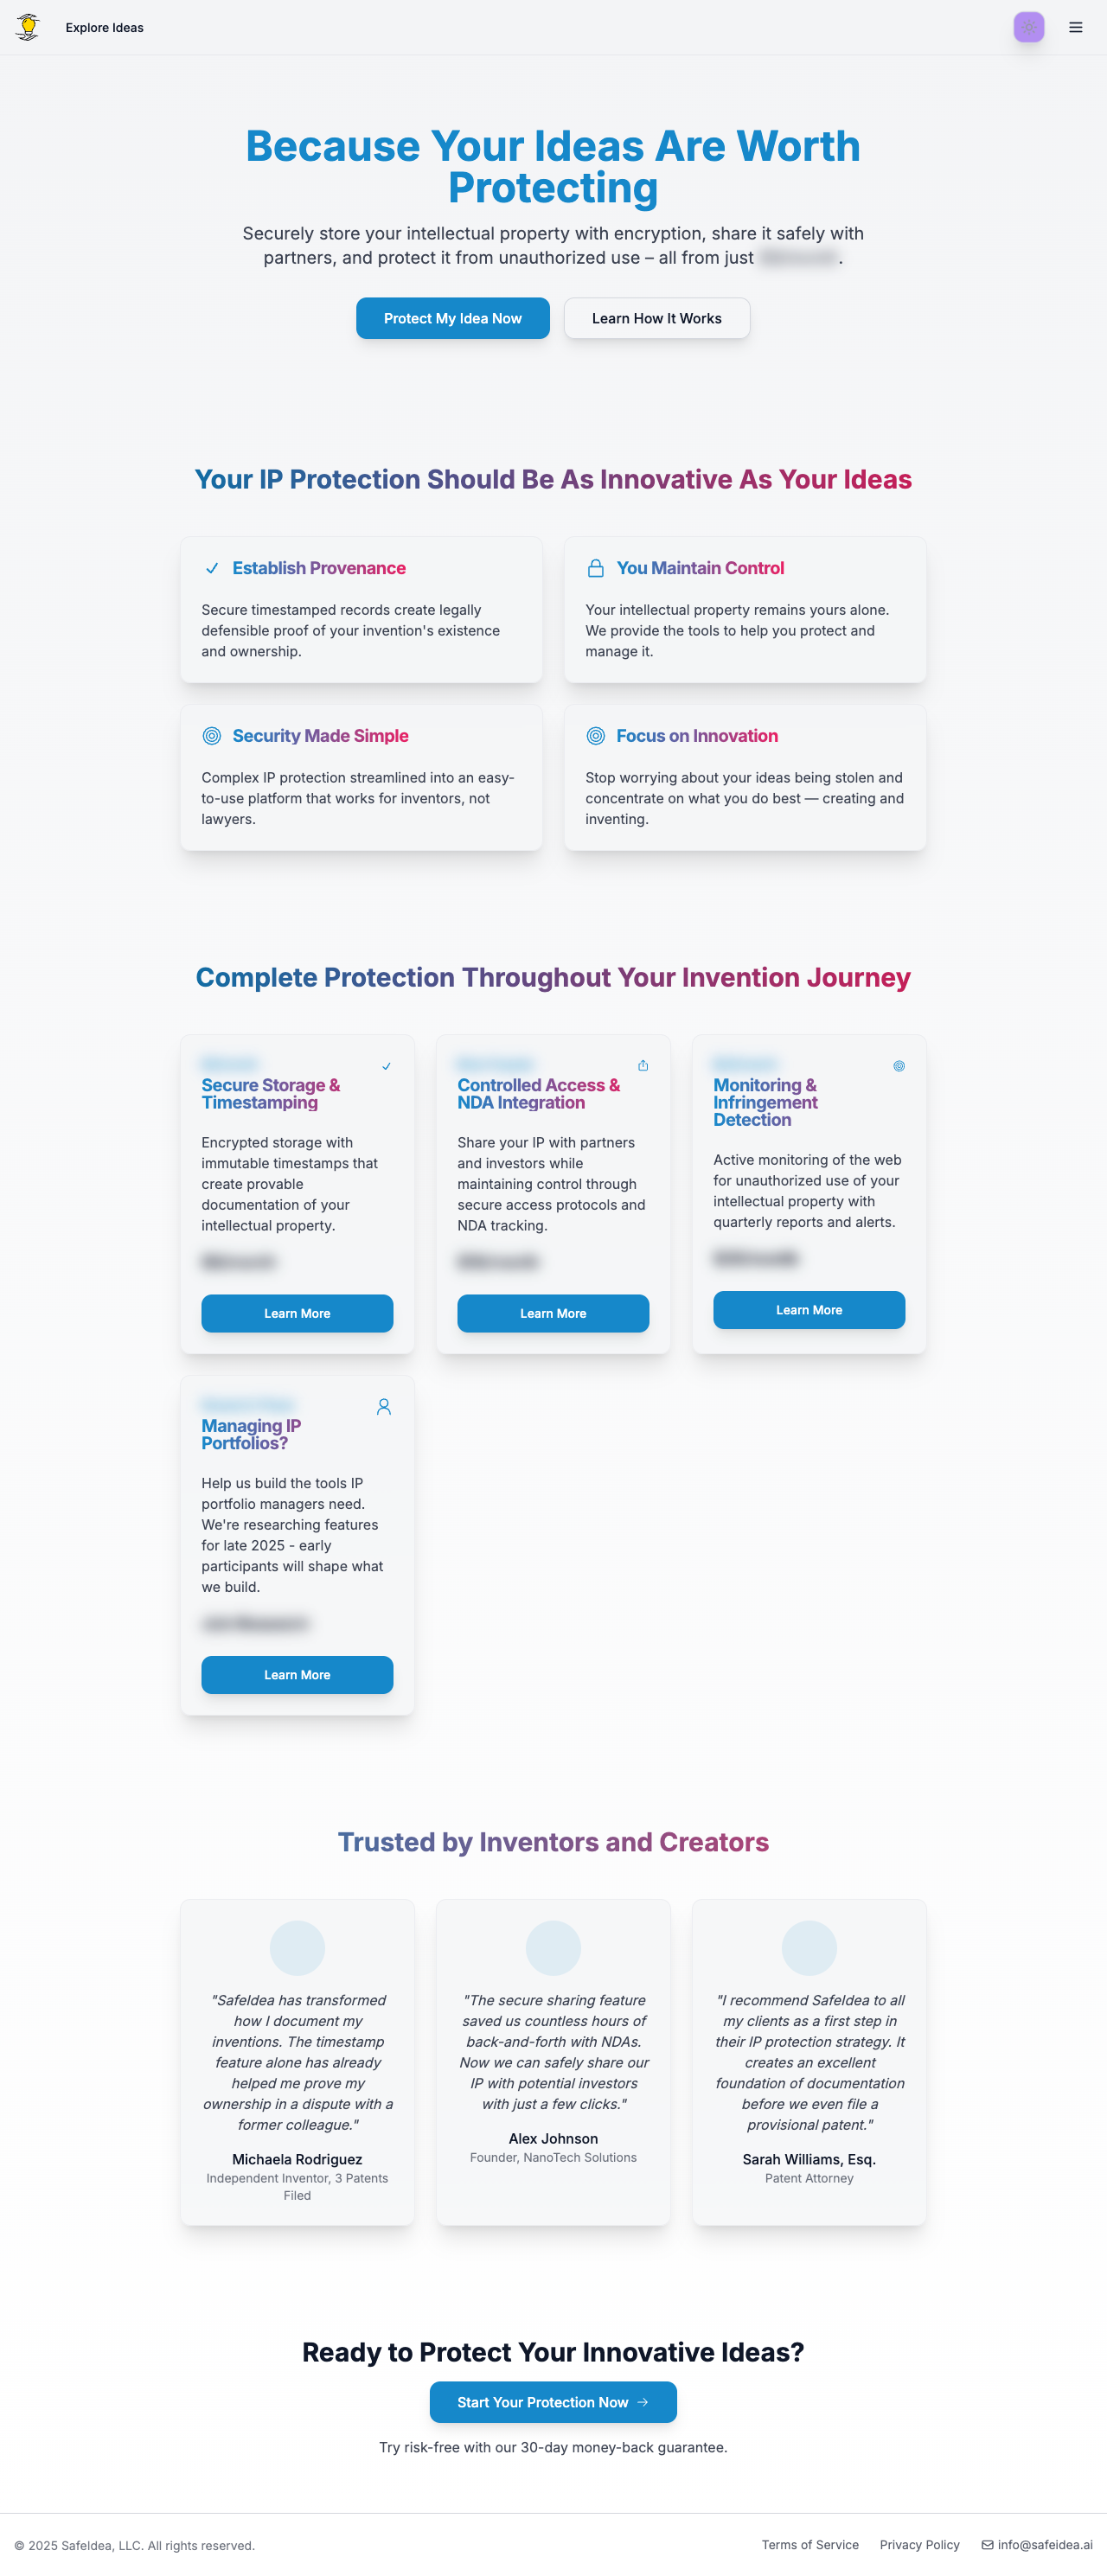 Explore Ideas
Because Your Ideas Are Worth
Protecting
Securely store your intellectual property with encryption, share it safely with
partners, and protect it from unauthorized use – all from just .
Protect My Idea Now
Learn How It Works
Your IP Protection Should Be As Innovative As Your Ideas
Establish Provenance
Secure timestamped records create legally
defensible proof of your invention's existence
and ownership.
You Maintain Control
Your intellectual property remains yours alone.
We provide the tools to help you protect and
manage it.
Security Made Simple
Complex IP protection streamlined into an easy-
to-use platform that works for inventors, not
lawyers.
Focus on Innovation
Stop worrying about your ideas being stolen and
concentrate on what you do best — creating and
inventing.
Complete Protection Throughout Your Invention Journey
Secure Storage &
Timestamping
Encrypted storage with
immutable timestamps that
create provable
documentation of your
intellectual property.
Learn More
Controlled Access &
NDA Integration
Share your IP with partners
and investors while
maintaining control through
secure access protocols and
NDA tracking.
Learn More
Monitoring &
Infringement
Detection
Active monitoring of the web
for unauthorized use of your
intellectual property with
quarterly reports and alerts.
Learn More
Managing IP
Portfolios?
Help us build the tools IP
portfolio managers need.
We're researching features
for late 2025 - early
participants will shape what
we build.
Learn More
Trusted by Inventors and Creators
"SafeIdea has transformed
how I document my
inventions. The timestamp
feature alone has already
helped me prove my
ownership in a dispute with a
former colleague."
Michaela Rodriguez
Independent Inventor, 3 Patents
Filed
"The secure sharing feature
saved us countless hours of
back-and-forth with NDAs.
Now we can safely share our
IP with potential investors
with just a few clicks."
Alex Johnson
Founder, NanoTech Solutions
"I recommend SafeIdea to all
my clients as a first step in
their IP protection strategy. It
creates an excellent
foundation of documentation
before we even file a
provisional patent."
Sarah Williams, Esq.
Patent Attorney
Ready to Protect Your Innovative Ideas?
Start Your Protection Now
Try risk-free with our 30-day money-back guarantee.
© 2025 SafeIdea, LLC. All rights reserved.
Terms of Service
Privacy Policy
info@safeidea.ai